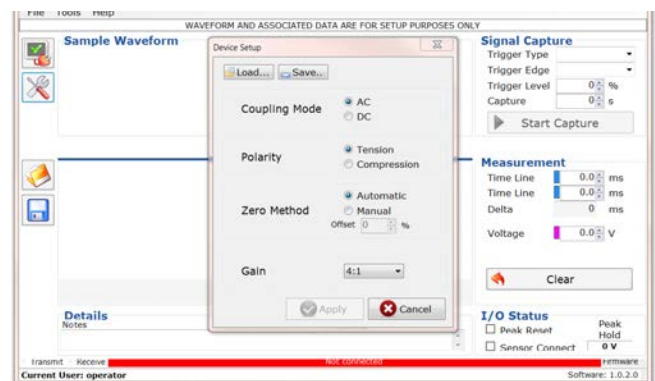 File Tools Help
WAVEFORM AND ASSOCIATED DATA ARE FOR SETUP PURPOSES ONLY
Sample Waveform
Device Setup
Load... Save..
Coupling Mode
AC
DC
Polarity
Tension
Compression
Zero Method
Automatic
Manual
Offset 0 %
Gain 4:1
Apply Cancel
Signal Capture
Trigger Type
Trigger Edge
Trigger Level 0 %
Capture 0 s
Start Capture
Measurement
Time Line 0.0 ms
Time Line 0.0 ms
Delta 0 ms
Voltage 0.0 V
Clear
Details
Notes
I/O Status
Peak Reset
Sensor Connect
Peak
Hold
0 V
Transmit Receive Not connected Firmware
Current User: operator Software: 1.0.2.0